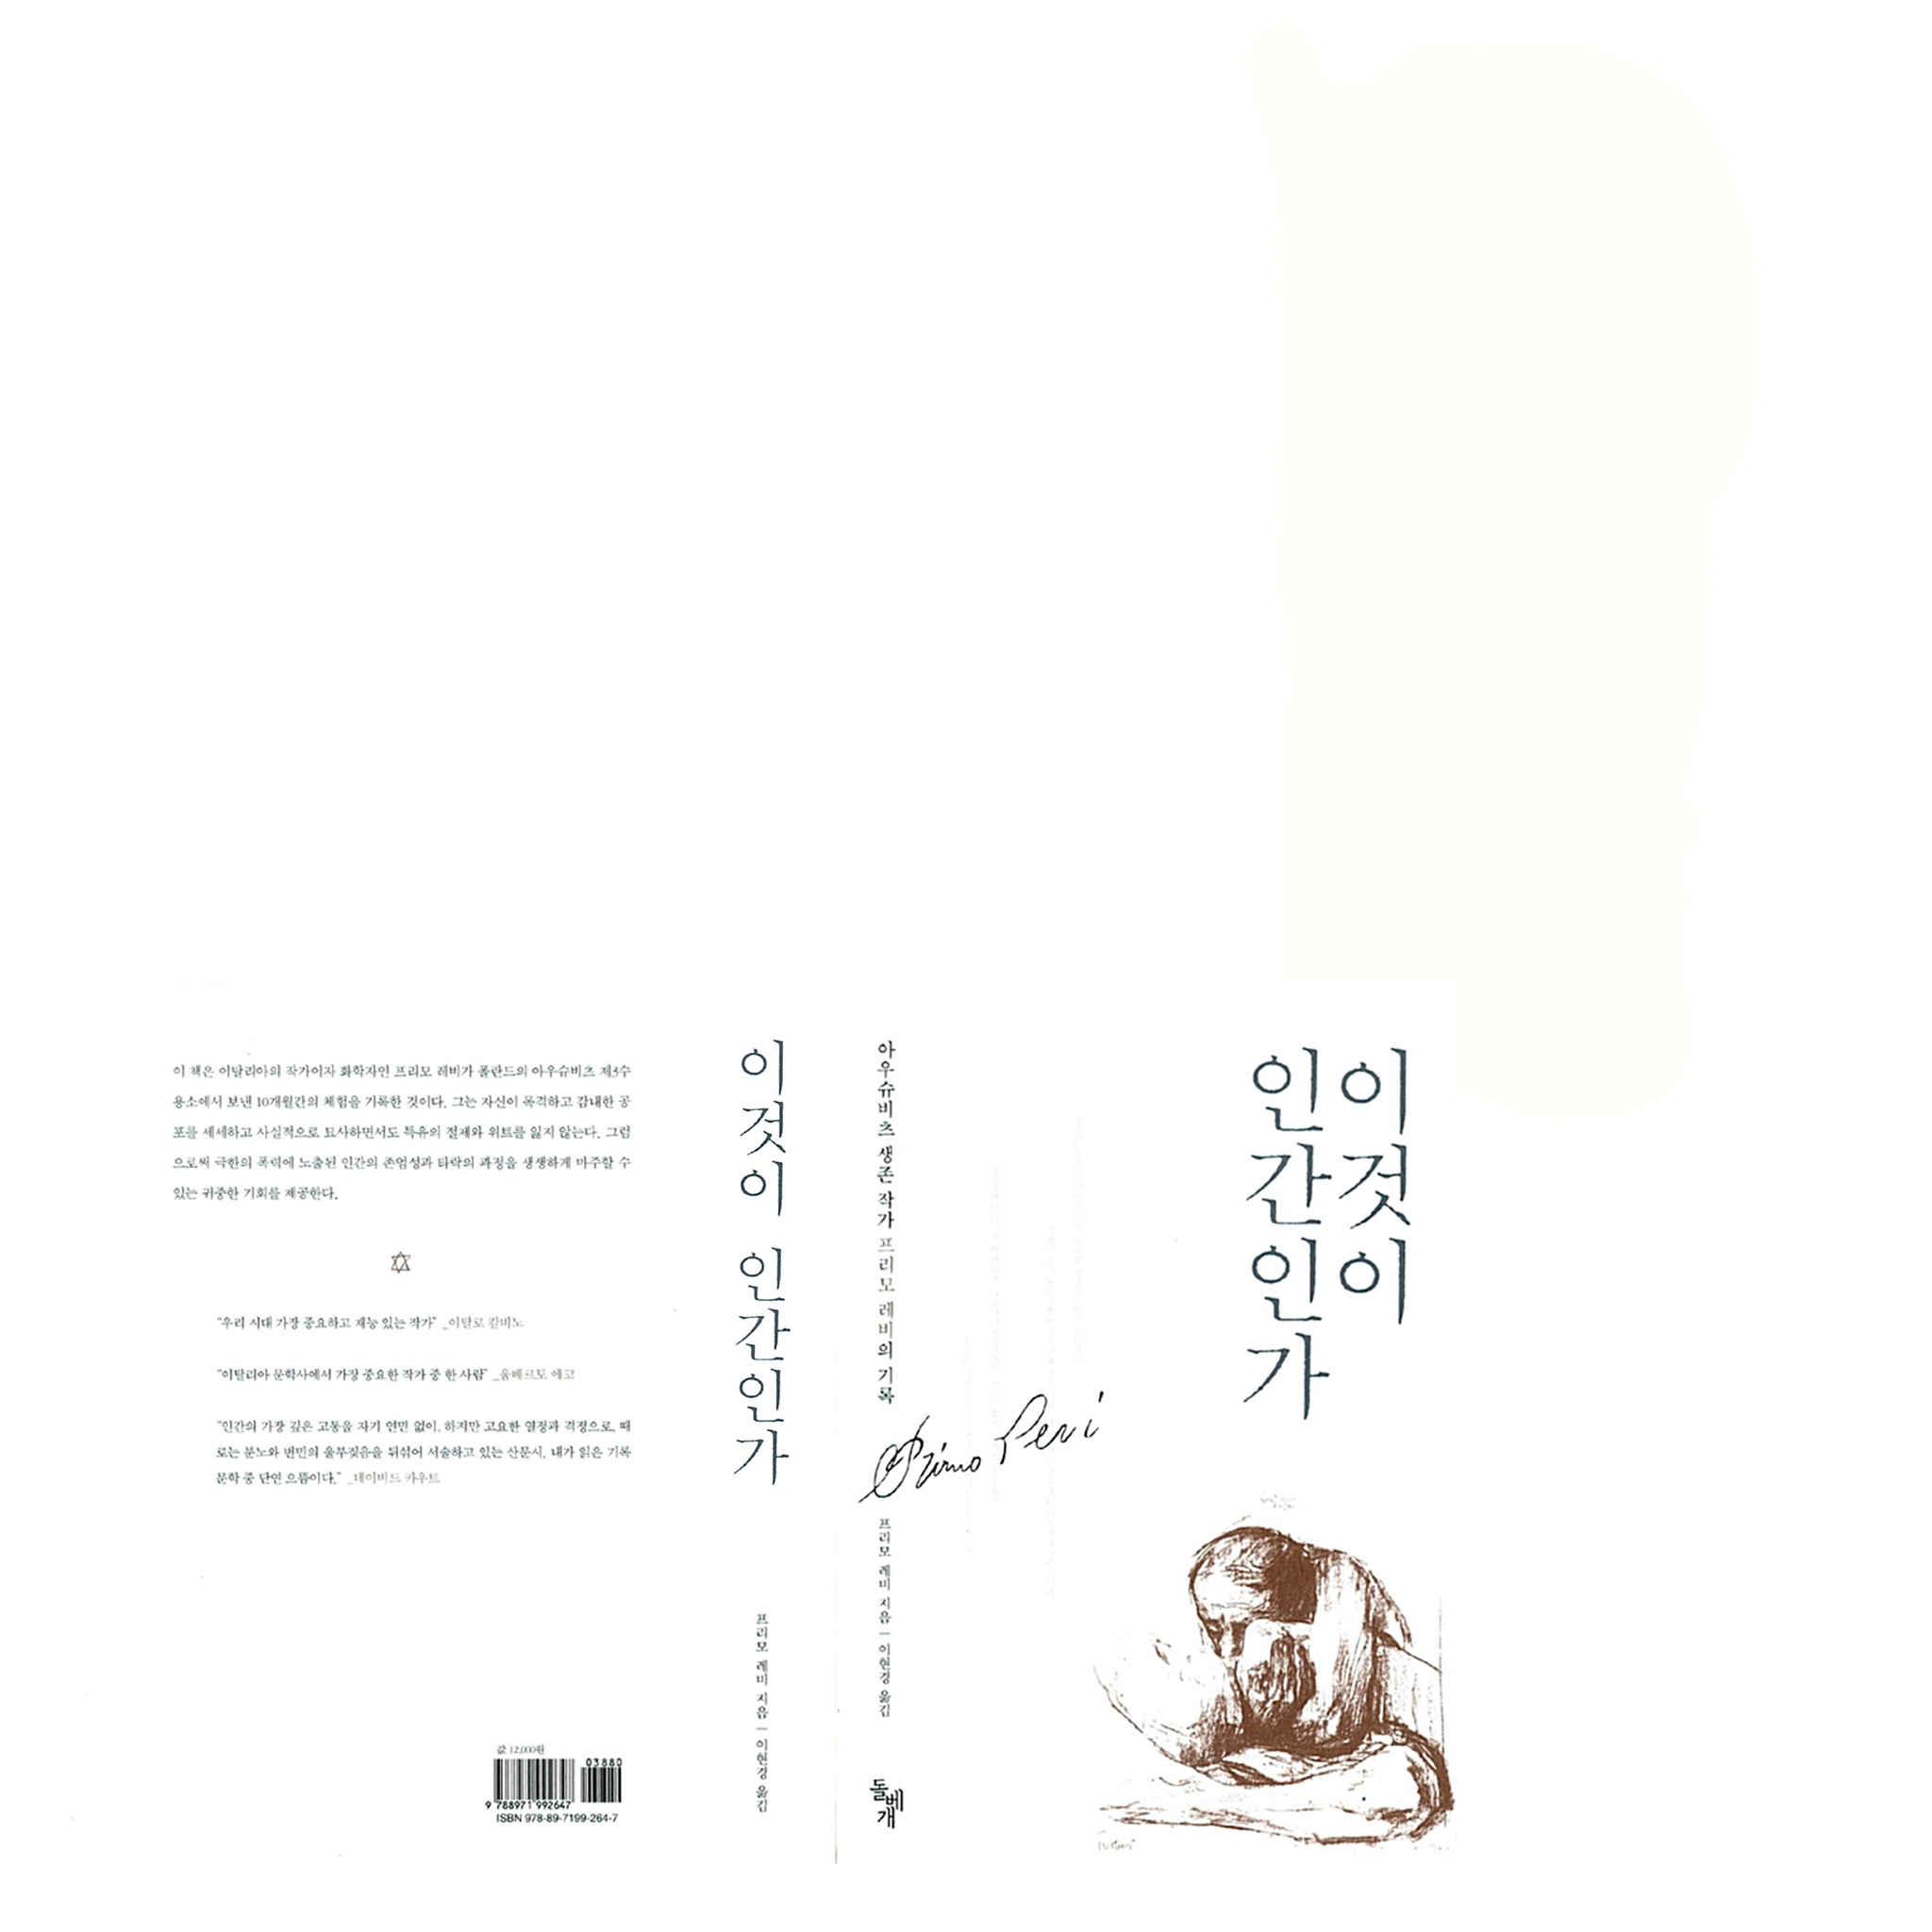 이 책은 이탈리아의 작가이자 화학자인 프리모 레비가 폴란드의 아우슈비츠 제3수
용소에서 보낸 10개월간의 체험을 기록한 것이다. 그는 자신이 목격하고 감내한 공
포를 세세하고 사실적으로 묘사하면서도 특유의 절제와 위트를 잃지 않는다. 그럼
으로써 극한의 폭력에 노출된 인간의 존엄성과 타락의 과정을 생생하게 마주할 수
있는 귀중한 기회를 제공한다.
"우리 시대 가장 중요하고 재능 있는 작가" _이탈로 칼비노
"이탈리아 문학사에서 가장 중요한 작가 중 한 사람" _움베르토 에코
"인간의 가장 깊은 고통을 자기 연민 없이, 하지만 고요한 열정과 격정으로, 때
로는 분노와 번민의 울부짖음을 뒤섞어 서술하고 있는 산문시. 내가 읽은 기록
문학 중 단연 으뜸이다." _데이비드 카우트
값 12,000원
03880
9 788971 992647
ISBN 978-89-7199-264-7
이것이 인간인가
프리모 레비 지음 | 이현경 옮김
아우슈비츠 생존 작가 프리모 레비의 기록
Primo Levi
프리모 레비 지음 | 이현경 옮김
돌베개
이것이
인간인가